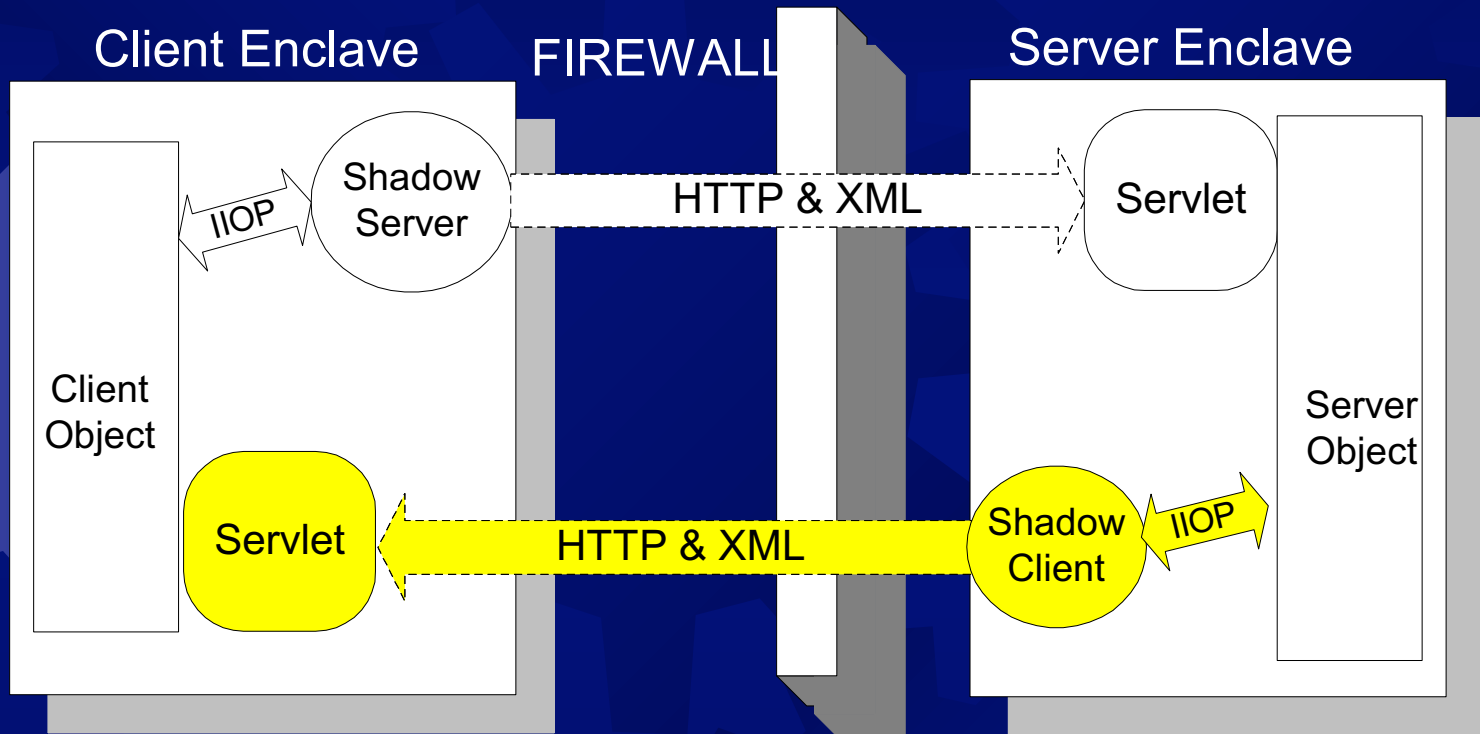 Client Enclave
FIREWALL
Server Enclave
Shadow
Server
IIOP
HTTP & XML
Servlet
Client
Object
Server
Object
Servlet
HTTP & XML
Shadow
Client
IIOP